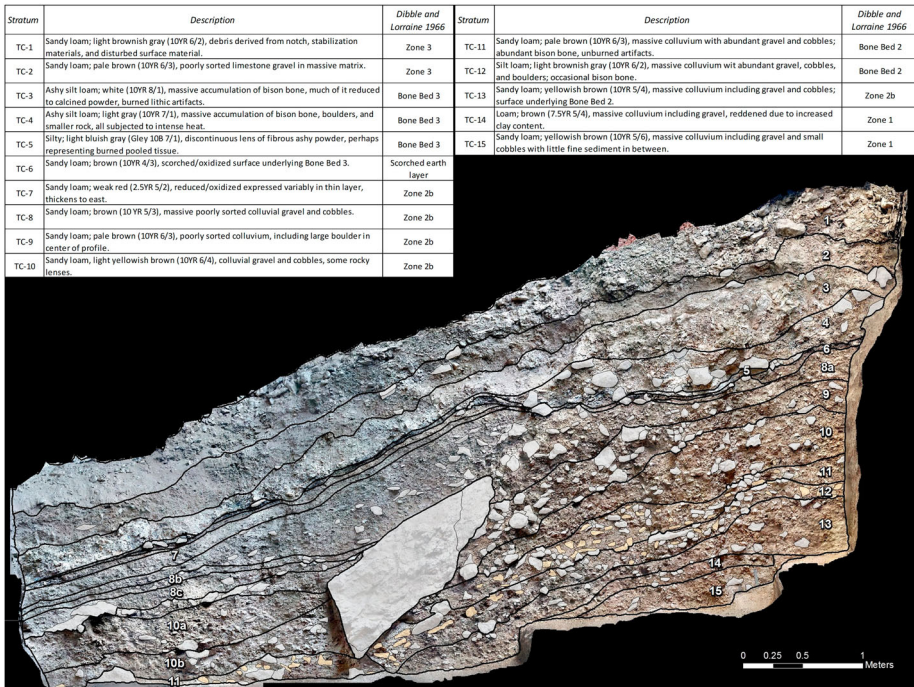 Stratum Description Dibble and Lorraine 1966
TC-1 Sandy loam; light brownish gray (10YR 6/2), debris derived from notch, stabilization materials, and disturbed surface material. Zone 3
TC-2 Sandy loam; pale brown (10YR 6/3), poorly sorted limestone gravel in massive matrix. Zone 3
TC-3 Ashy silt loam; white (10YR 8/1), massive accumulation of bison bone, much of it reduced to calcined powder, burned lithic artifacts. Bone Bed 3
TC-4 Ashy silt loam; light gray (10YR 7/1), massive accumulation of bison bone, boulders, and smaller rock, all subjected to intense heat. Bone Bed 3
TC-5 Silty; light bluish gray (Gley 10B 7/1), discontinuous lens of fibrous ashy powder, perhaps representing burned pooled tissue. Bone Bed 3
TC-6 Sandy loam; brown (10YR 4/3), scorched/oxidized surface underlying Bone Bed 3. Scorched earth layer
TC-7 Sandy loam; weak red (2.5YR 5/2), reduced/oxidized expressed variably in thin layer, thickens to east. Zone 2b
TC-8 Sandy loam; brown (10 YR 5/3), massive poorly sorted colluvial gravel and cobbles. Zone 2b
TC-9 Sandy loam; pale brown (10YR 6/3), poorly sorted colluvium, including large boulder in center of profile. Zone 2b
TC-10 Sandy loam, light yellowish brown (10YR 6/4), colluvial gravel and cobbles, some rocky lenses. Zone 2b
Stratum Description Dibble and Lorraine 1966
TC-11 Sandy loam; pale brown (10YR 6/3), massive colluvium with abundant gravel and cobbles; abundant bison bone, unburned artifacts. Bone Bed 2
TC-12 Silt loam; light brownish gray (10YR 6/2), massive colluvium wit abundant gravel, cobbles, and boulders; occasional bison bone. Bone Bed 2
TC-13 Sandy loam; yellowish brown (10YR 5/4), massive colluvium including gravel and cobbles; surface underlying Bone Bed 2. Zone 2b
TC-14 Loam; brown (7.5YR 5/4), massive colluvium including gravel, reddened due to increased clay content. Zone 1
TC-15 Sandy loam; yellowish brown (10YR 5/6), massive colluvium including gravel and small cobbles with little fine sediment in between. Zone 1
1
2
3
4
6
5
8a
9
10
11
12
13
14
15
7
8b
8c
10a
10b
11
0 0.25 0.5 1
Meters